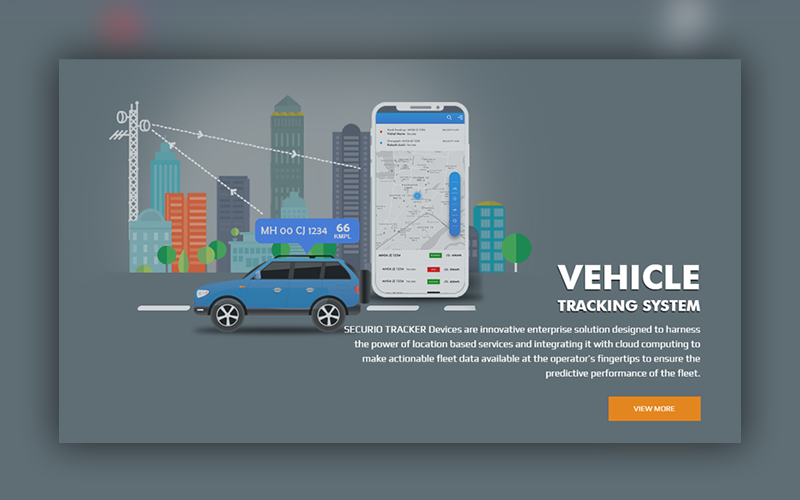 MH 00 CJ 1234 66
KMPL
VEHICLE
TRACKING SYSTEM
SECURIO TRACKER Devices are innovative enterprise solution designed to harness
the power of location based services and integrating it with cloud computing to
make actionable fleet data available at the operator's fingertips to ensure the
predictive performance of the fleet.
VIEW MORE